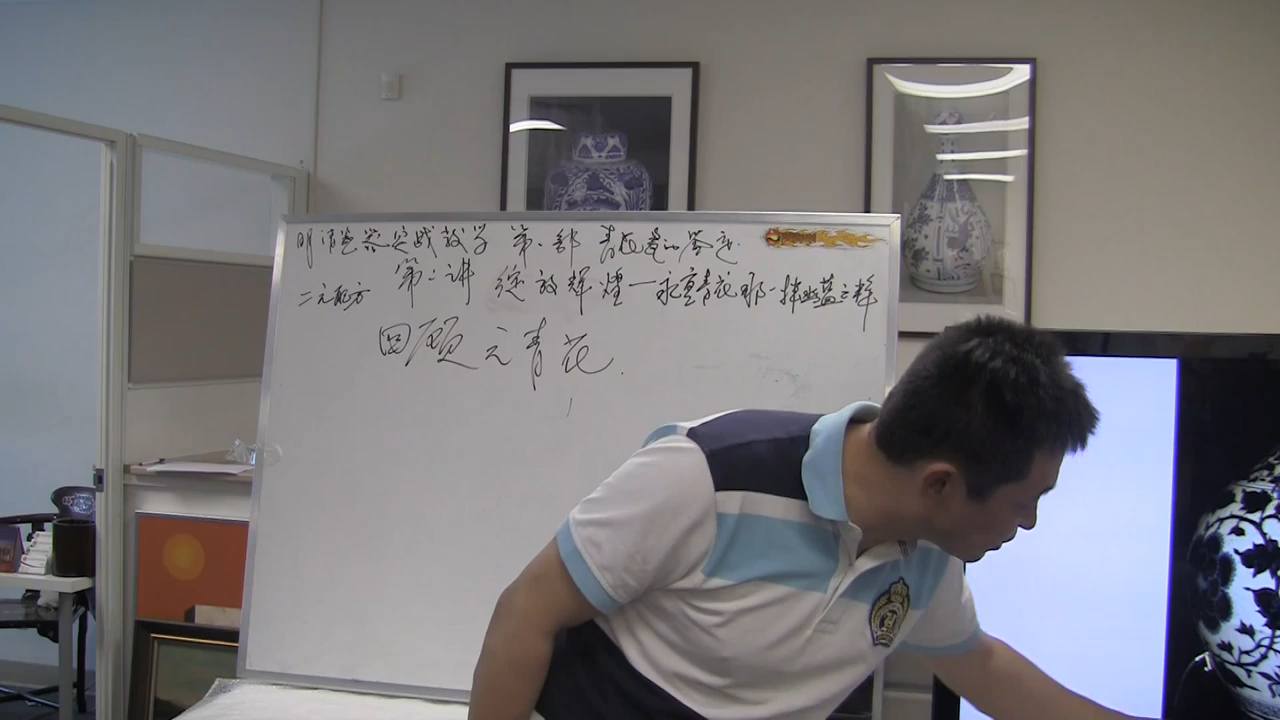 明清瓷器实战教学 第一部 青花瓷的鉴定
第二讲 绽放辉煌一永宣青花那一抹幽蓝之释
二元配方
回顾元青花.